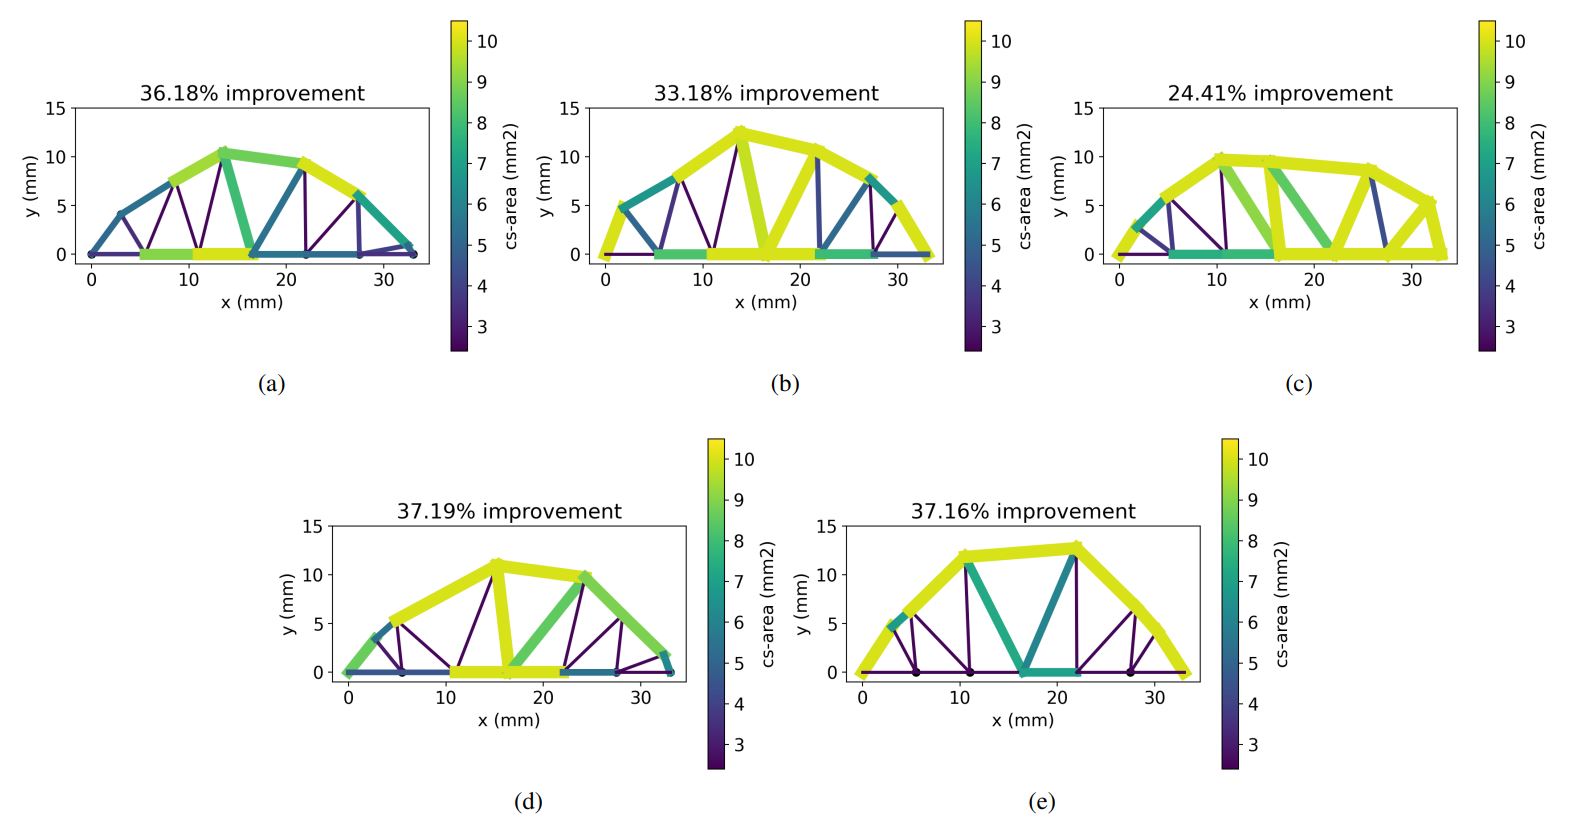 36.18% improvement
15
10
5
0
y (mm)
0 10 20 30
x (mm)
10
9
8
7
6
5
4
3
cs-area (mm2)
(a)
33.18% improvement
15
10
5
0
y (mm)
0 10 20 30
x (mm)
10
9
8
7
6
5
4
3
cs-area (mm2)
(b)
24.41% improvement
15
10
5
0
y (mm)
0 10 20 30
x (mm)
10
9
8
7
6
5
4
3
cs-area (mm2)
(c)
37.19% improvement
15
10
5
0
y (mm)
0 10 20 30
x (mm)
10
9
8
7
6
5
4
3
cs-area (mm2)
(d)
37.16% improvement
15
10
5
0
y (mm)
0 10 20 30
x (mm)
10
9
8
7
6
5
4
3
cs-area (mm2)
(e)